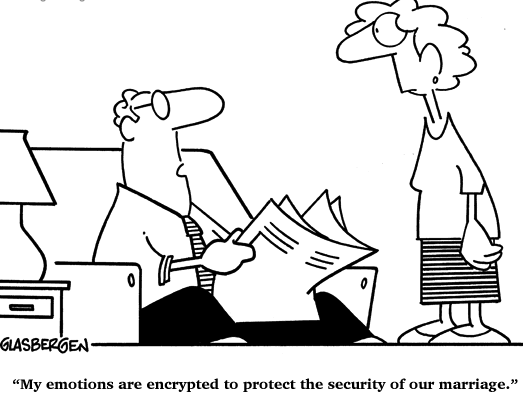 GLASBERGEN
“My emotions are encrypted to protect the security of our marriage.”